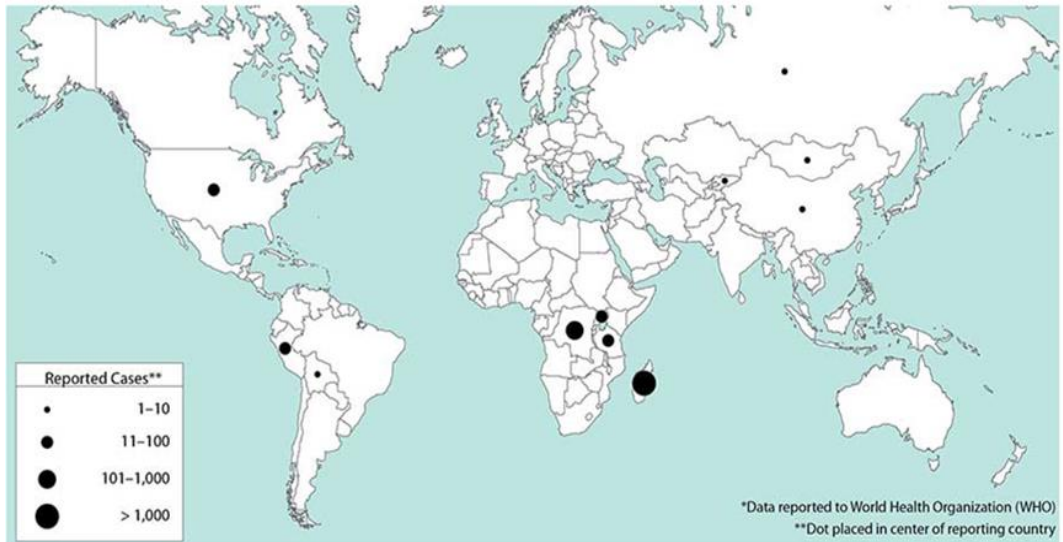 Reported Cases**
1–10
11–100
101–1,000
> 1,000
*Data reported to World Health Organization (WHO)
**Dot placed in center of reporting country